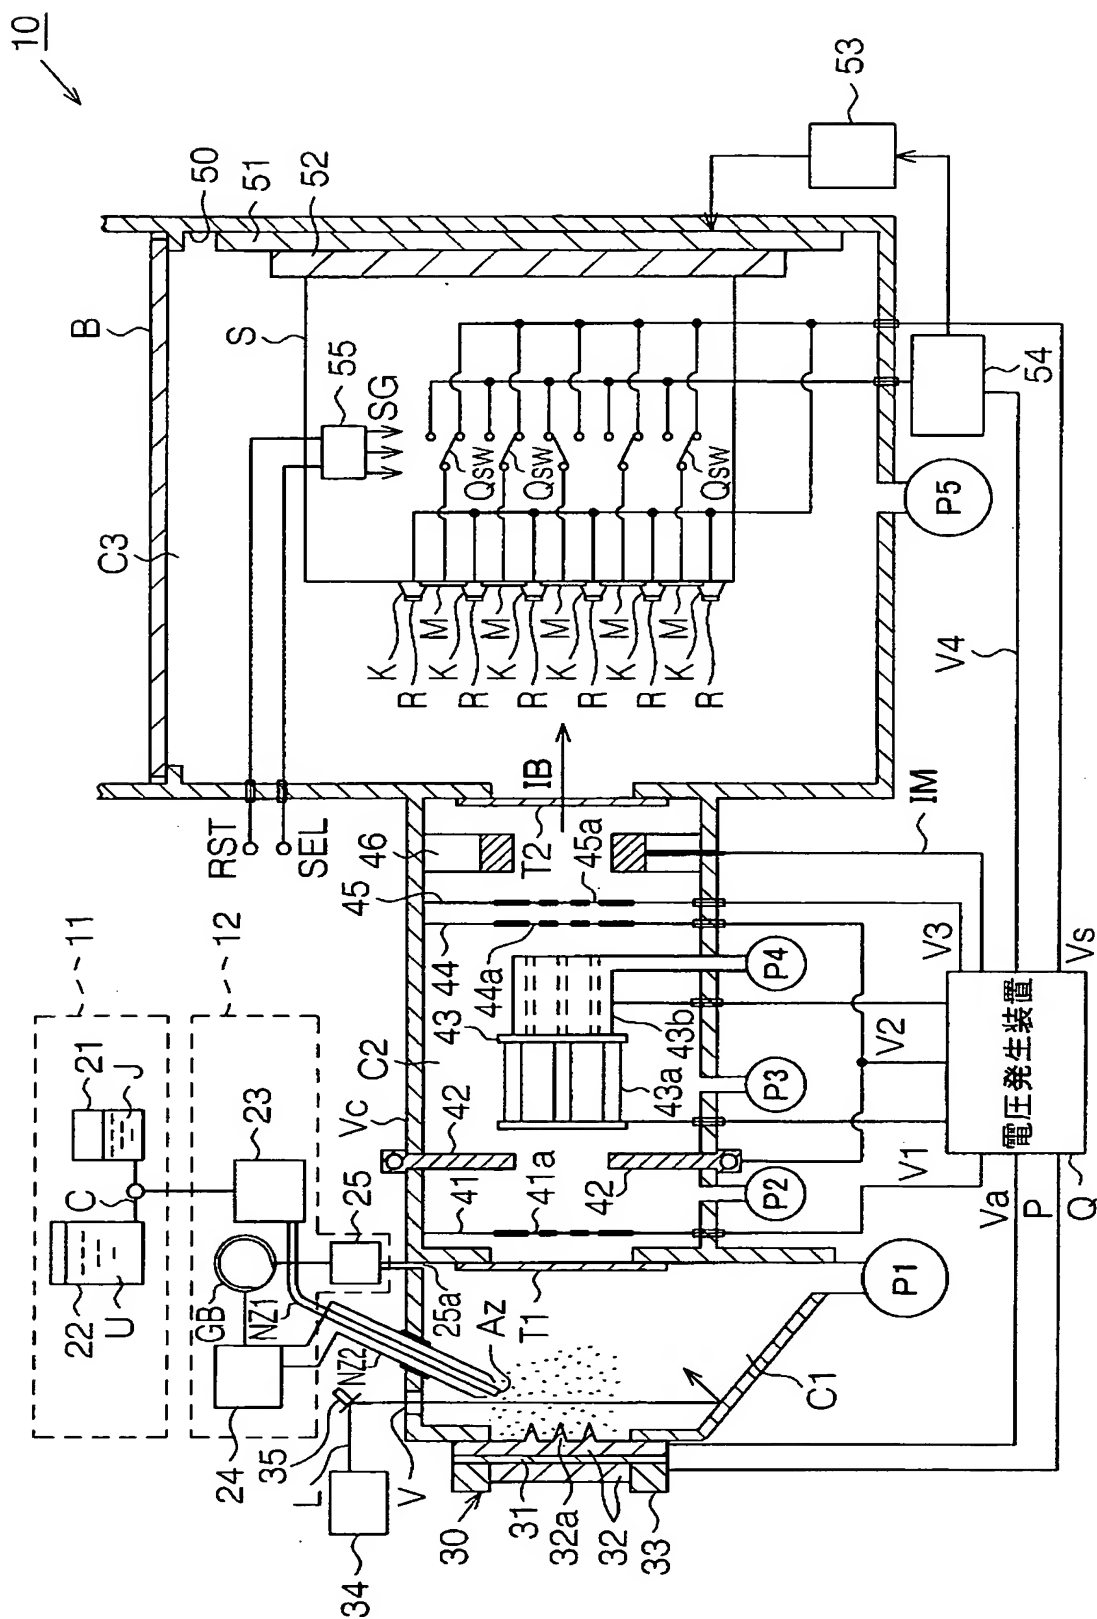 10
22
21
11
B
U
C
J
C3
24
GB
23
12
RST
S
50
35
NZ1
51
L
SEL
52
34
NZ2
25
Vc
C2
42
45
46
55
SG
V
25a
41
43
44
30
Az
44a
T2
IB
K
R
M
K
R
M
K
R
M
K
R
M
K
R
M
K
R
Qsw
Qsw
Qsw
31
32a
32
33
T1
41a
42
43a
43b
45a
C1
P1
P2
P3
P4
P5
53
54
IM
V4
Va
P
Q
V1
V2
V3
Vs
電圧発生装置